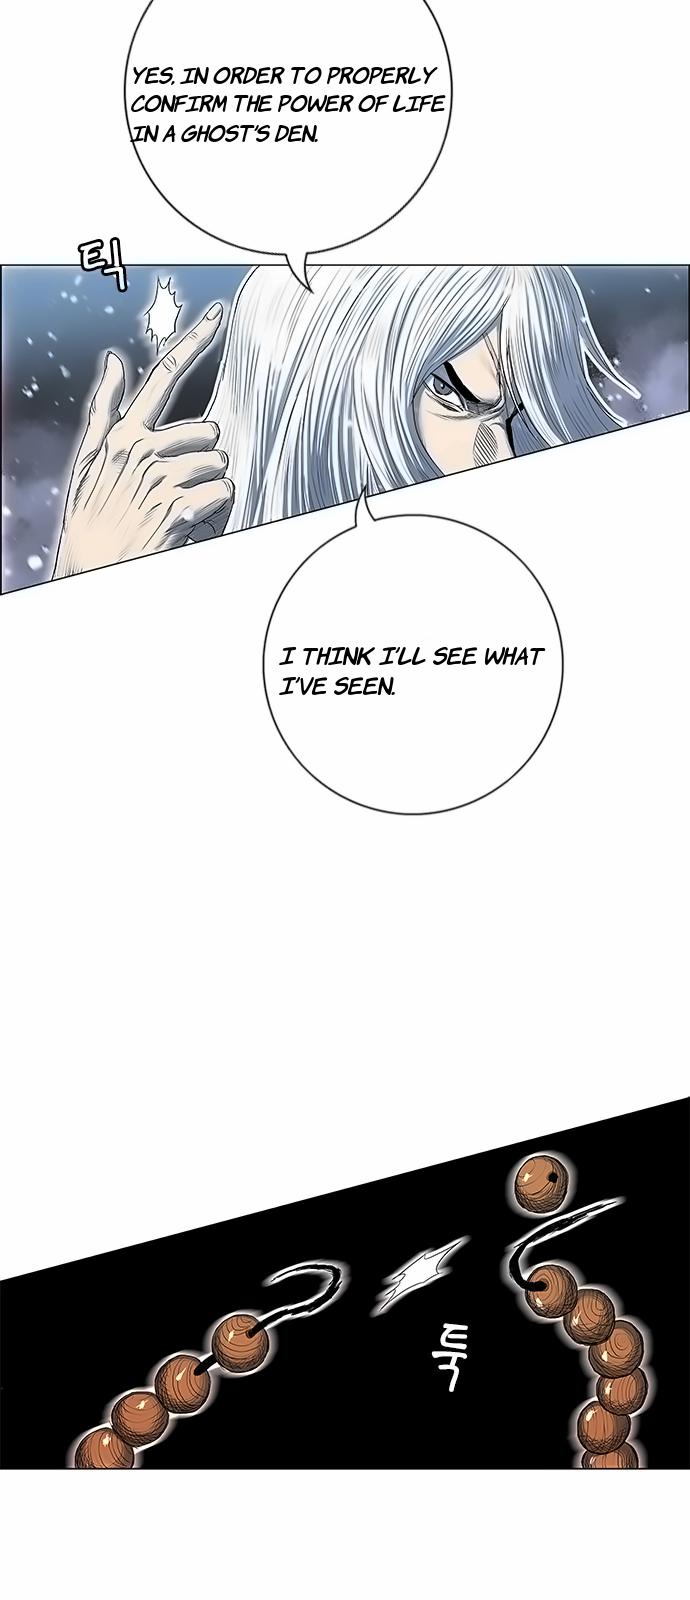 YES, IN ORDER TO PROPERLY
CONFIRM THE POWER OF LIFE
IN A GHOST'S DEN.
틱
I THINK I'LL SEE WHAT
I'VE SEEN.
툭